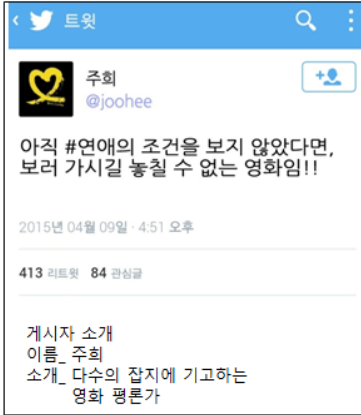 트윗
주희
@joohee
아직 #연애의 조건을 보지 않았다면,
보러 가시길 놓칠 수 없는 영화임!!
2015년 04월 09일 · 4:51 오후
413 리트윗 84 관심글
게시자 소개
이름_ 주희
소개_ 다수의 잡지에 기고하는
영화 평론가